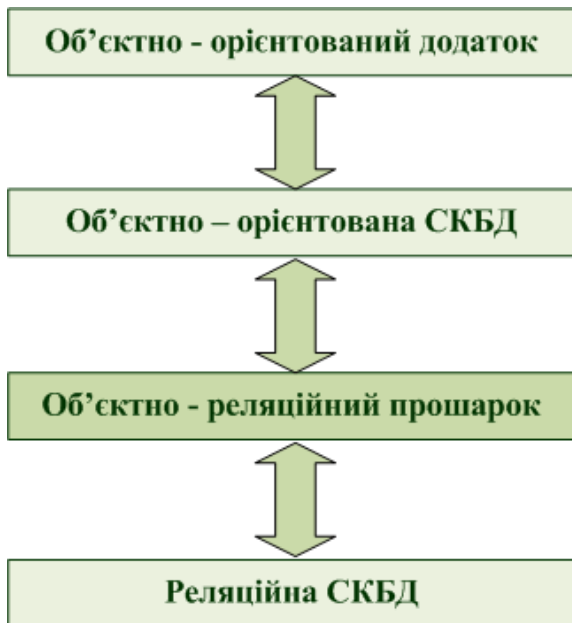 Об’єктно - орієнтований додаток
Об’єктно – орієнтована СКБД
Об’єктно - реляційний прошарок
Реляційна СКБД